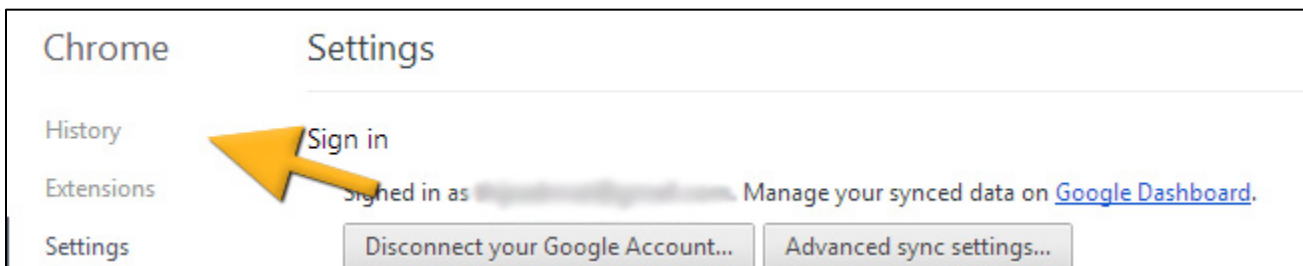 Chrome
Settings
History
Sign in
Extensions
Signed in as . Manage your synced data on Google Dashboard.
Settings
Disconnect your Google Account...
Advanced sync settings...